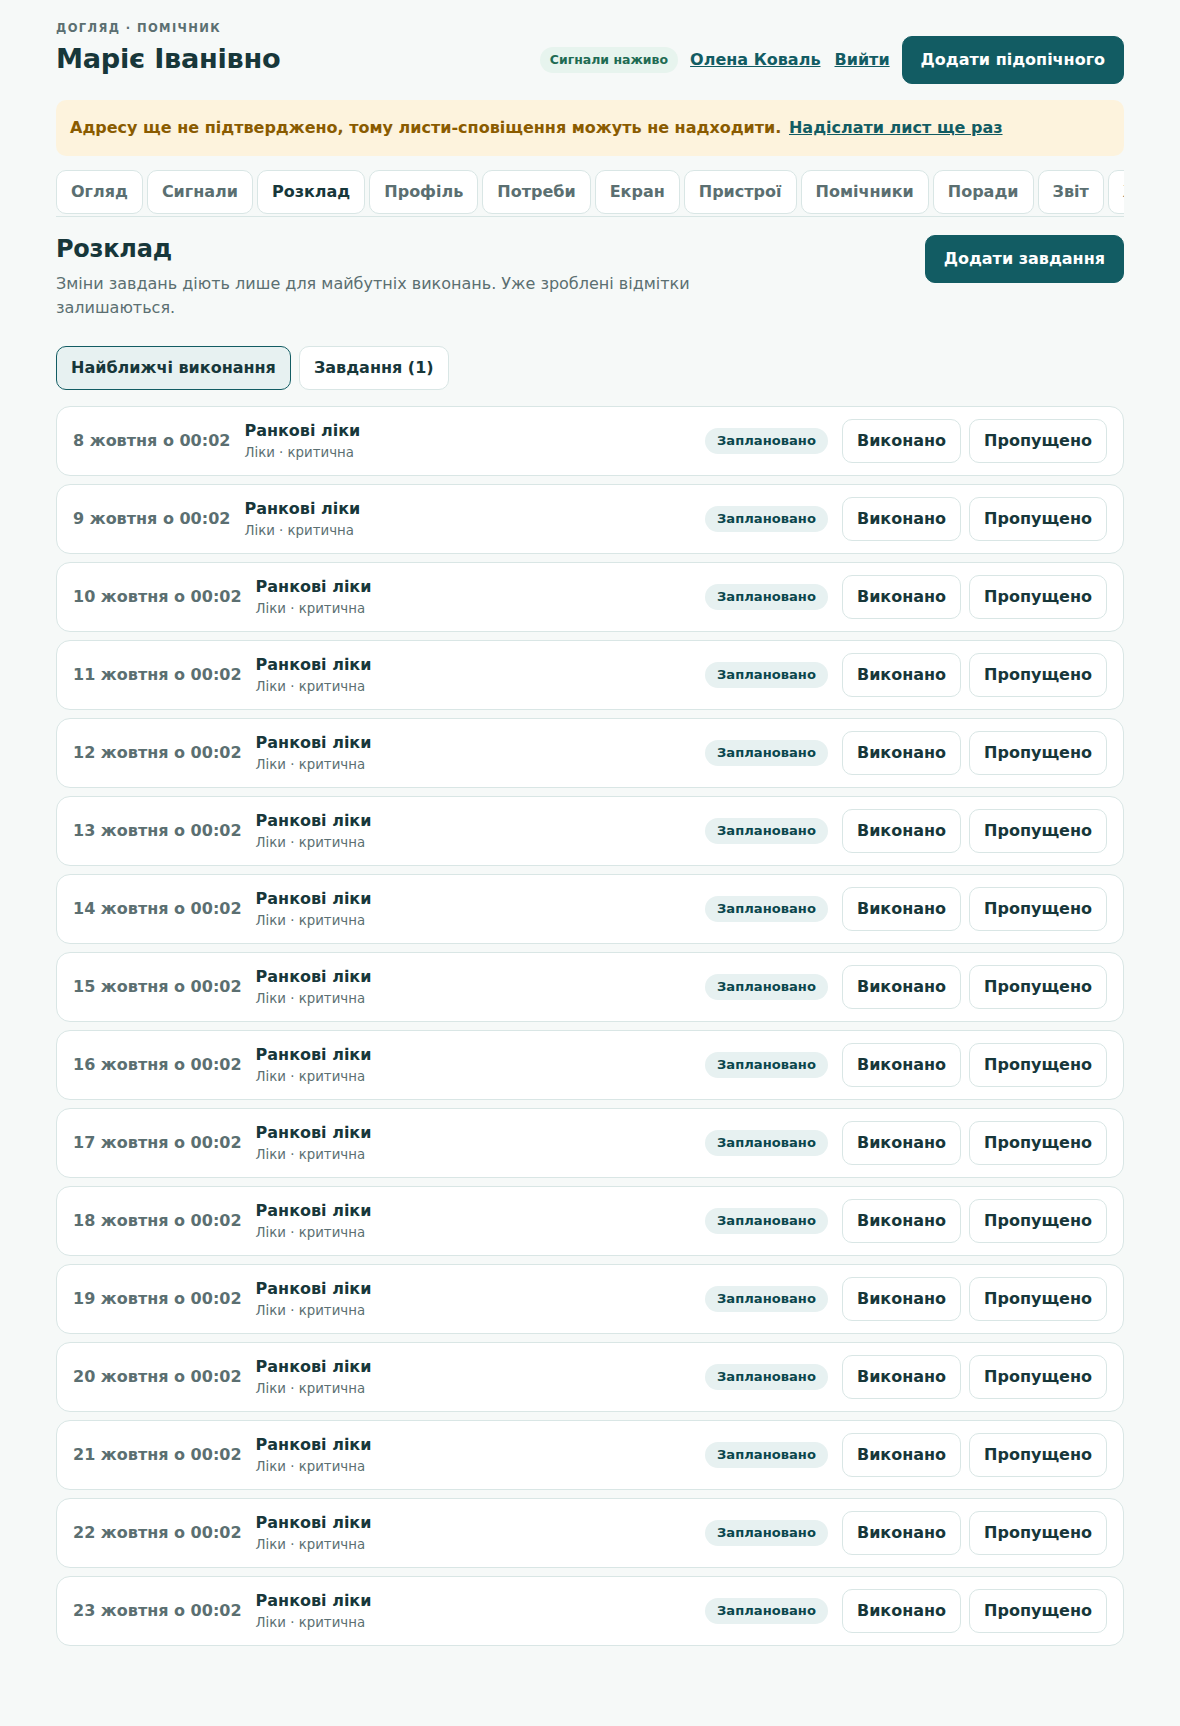 ДОГЛЯД · ПОМІЧНИК
Маріє Іванівно
Сигнали наживо Олена Коваль Вийти Додати підопічного
Адресу ще не підтверджено, тому листи-сповіщення можуть не надходити. Надіслати лист ще раз
Огляд Сигнали Розклад Профіль Потреби Екран Пристрої Помічники Поради Звіт
Розклад
Додати завдання
Зміни завдань діють лише для майбутніх виконань. Уже зроблені відмітки
залишаються.
Найближчі виконання Завдання (1)
8 жовтня о 00:02 Ранкові ліки Заплановано Виконано Пропущено
Ліки · критична
9 жовтня о 00:02 Ранкові ліки Заплановано Виконано Пропущено
Ліки · критична
10 жовтня о 00:02 Ранкові ліки Заплановано Виконано Пропущено
Ліки · критична
11 жовтня о 00:02 Ранкові ліки Заплановано Виконано Пропущено
Ліки · критична
12 жовтня о 00:02 Ранкові ліки Заплановано Виконано Пропущено
Ліки · критична
13 жовтня о 00:02 Ранкові ліки Заплановано Виконано Пропущено
Ліки · критична
14 жовтня о 00:02 Ранкові ліки Заплановано Виконано Пропущено
Ліки · критична
15 жовтня о 00:02 Ранкові ліки Заплановано Виконано Пропущено
Ліки · критична
16 жовтня о 00:02 Ранкові ліки Заплановано Виконано Пропущено
Ліки · критична
17 жовтня о 00:02 Ранкові ліки Заплановано Виконано Пропущено
Ліки · критична
18 жовтня о 00:02 Ранкові ліки Заплановано Виконано Пропущено
Ліки · критична
19 жовтня о 00:02 Ранкові ліки Заплановано Виконано Пропущено
Ліки · критична
20 жовтня о 00:02 Ранкові ліки Заплановано Виконано Пропущено
Ліки · критична
21 жовтня о 00:02 Ранкові ліки Заплановано Виконано Пропущено
Ліки · критична
22 жовтня о 00:02 Ранкові ліки Заплановано Виконано Пропущено
Ліки · критична
23 жовтня о 00:02 Ранкові ліки Заплановано Виконано Пропущено
Ліки · критична